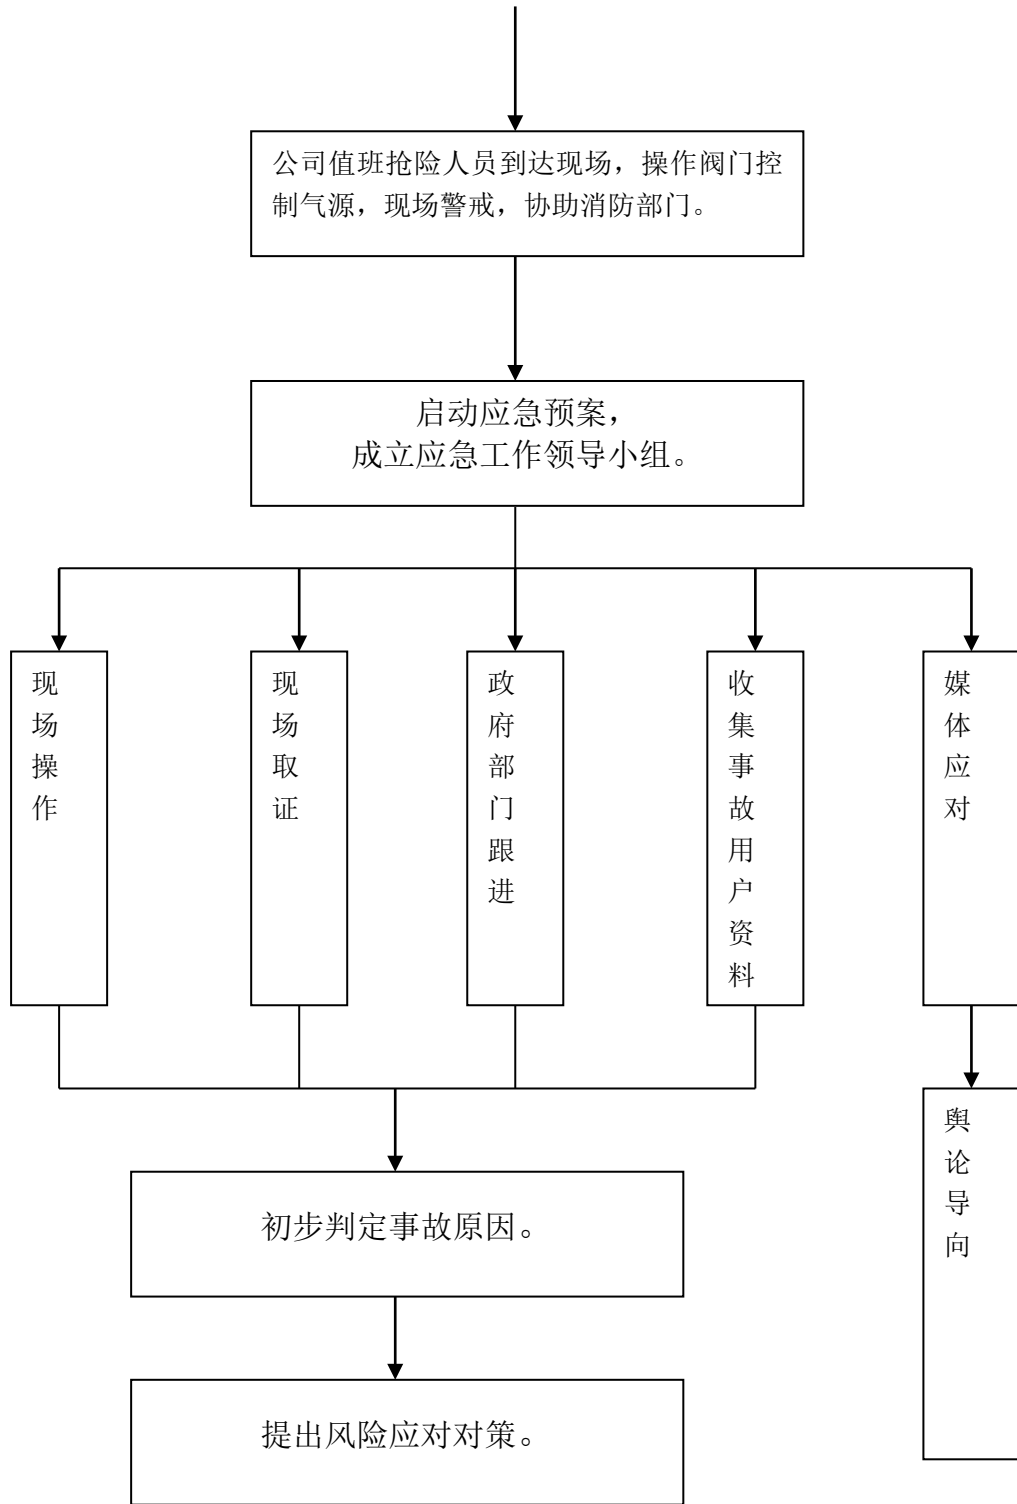 公司值班抢险人员到达现场，操作阀门控
制气源，现场警戒，协助消防部门。
启动应急预案，
成立应急工作领导小组。
现场操作
现场取证
政府部门跟进
收集事故用户资料
媒体应对
舆论导向
初步判定事故原因。
提出风险应对对策。